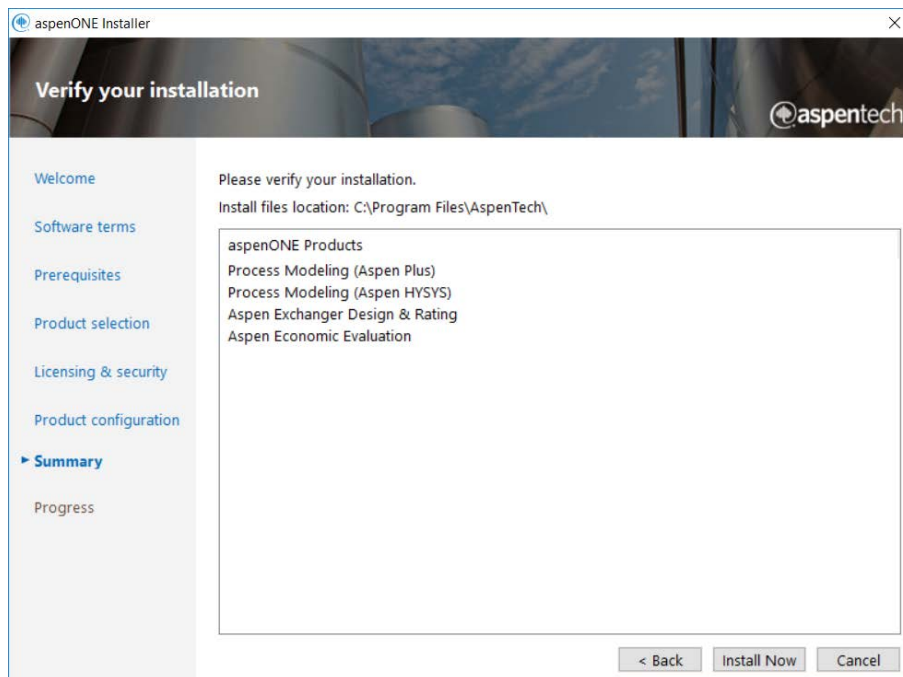 aspenONE Installer
Verify your installation
aspentech
Welcome
Software terms
Prerequisites
Product selection
Licensing & security
Product configuration
Summary
Progress
Please verify your installation.
Install files location: C:\Program Files\AspenTech\
aspenONE Products
Process Modeling (Aspen Plus)
Process Modeling (Aspen HYSYS)
Aspen Exchanger Design & Rating
Aspen Economic Evaluation
< Back
Install Now
Cancel